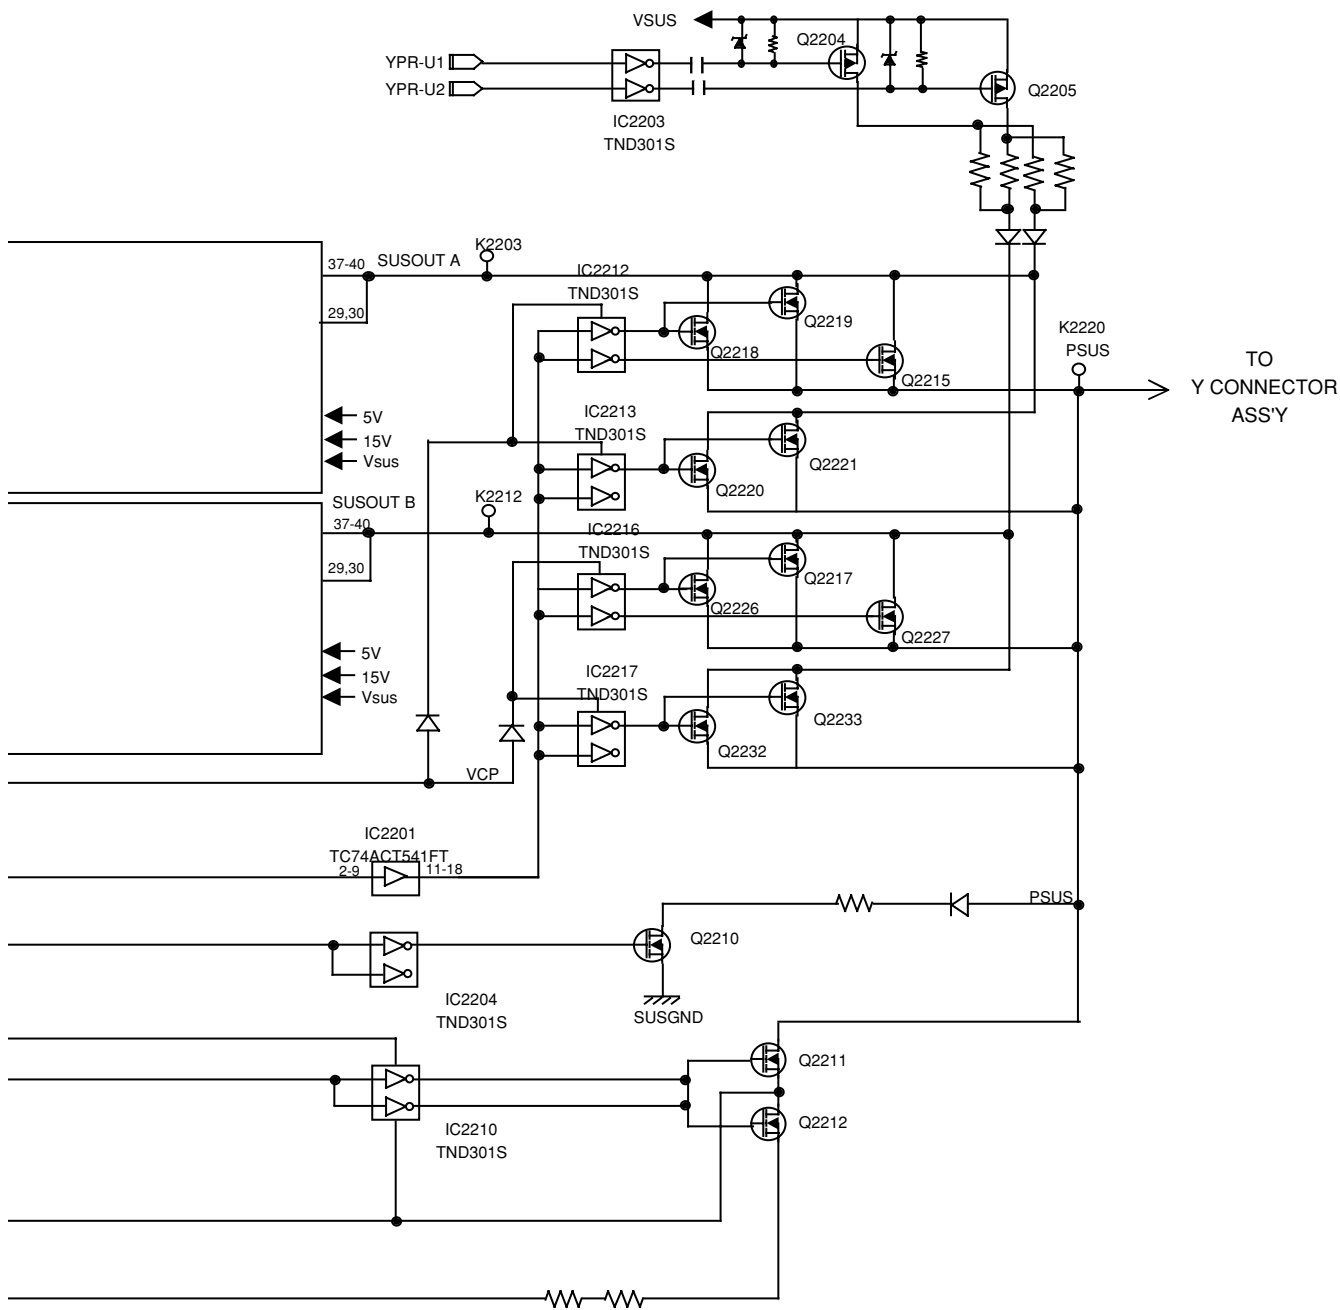 VSUS
Q2204
YPR-U1
YPR-U2
Q2205
IC2203
TND301S
K2203
37-40
SUSOUT A
IC2212
TND301S
29,30
Q2219
K2220
PSUS
Q2218
Q2215
TO
Y CONNECTOR
ASS'Y
5V
15V
Vsus
IC2213
TND301S
Q2221
Q2220
SUSOUT B
K2212
37-40
IC2216
TND301S
29,30
Q2217
Q2226
Q2227
5V
15V
Vsus
IC2217
TND301S
Q2233
Q2232
VCP
IC2201
TC74ACT541FT
2-9
11-18
PSUS
Q2210
IC2204
TND301S
SUSGND
Q2211
IC2210
TND301S
Q2212